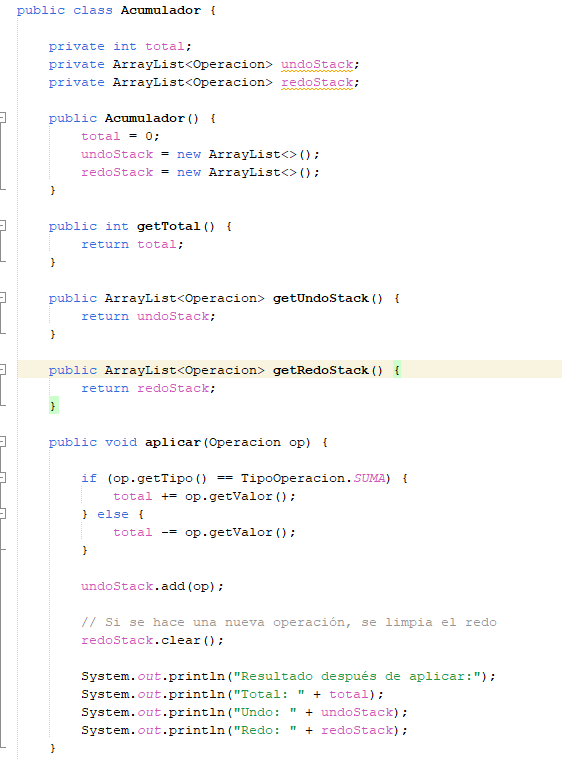 public class Acumulador {
    private int total;
    private ArrayList<Operacion> undoStack;
    private ArrayList<Operacion> redoStack;
    public Acumulador() {
        total = 0;
        undoStack = new ArrayList<>();
        redoStack = new ArrayList<>();
    }
    public int getTotal() {
        return total;
    }
    public ArrayList<Operacion> getUndoStack() {
        return undoStack;
    }
    public ArrayList<Operacion> getRedoStack() {
        return redoStack;
    }
    public void aplicar(Operacion op) {
        if (op.getTipo() == TipoOperacion.SUMA) {
            total += op.getValor();
        } else {
            total -= op.getValor();
        }
        undoStack.add(op);
        // Si se hace una nueva operación, se limpia el redo
        redoStack.clear();
        System.out.println("Resultado después de aplicar:");
        System.out.println("Total: " + total);
        System.out.println("Undo: " + undoStack);
        System.out.println("Redo: " + redoStack);
    }